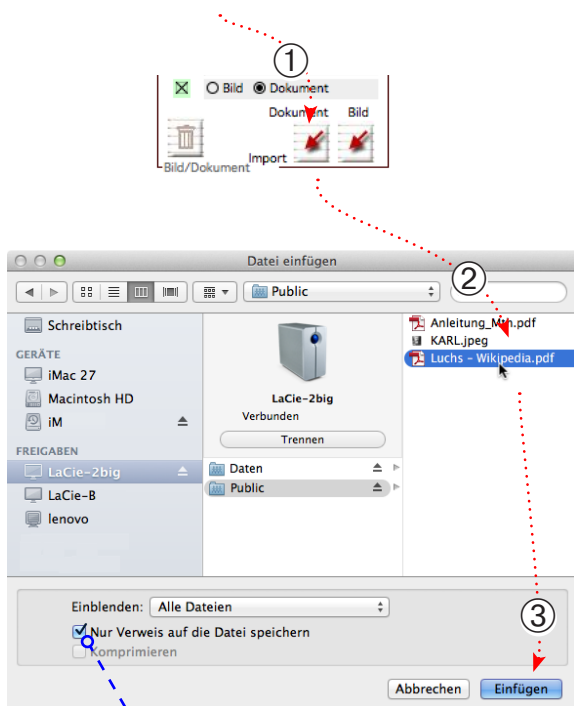 ①
Bild Dokument
Dokument Bild
Import
Bild/Dokument
Datei einfügen
②
Public
Schreibtisch
GERÄTE
iMac 27
Macintosh HD
iM
FREIGABEN
LaCie-2big
LaCie-B
lenovo
LaCie-2big
Verbunden
Trennen
Daten
Public
Anleitung_Mth.pdf
KARL.jpeg
Luchs - Wikipedia.pdf
③
Einblenden: Alle Dateien
Nur Verweis auf die Datei speichern
Komprimieren
Abbrechen Einfügen